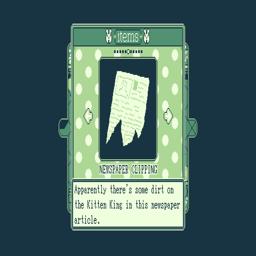 items
NEWSPAPER CLIPPING
Apparently there's some dirt on
the Kitten King in this newspaper
article.